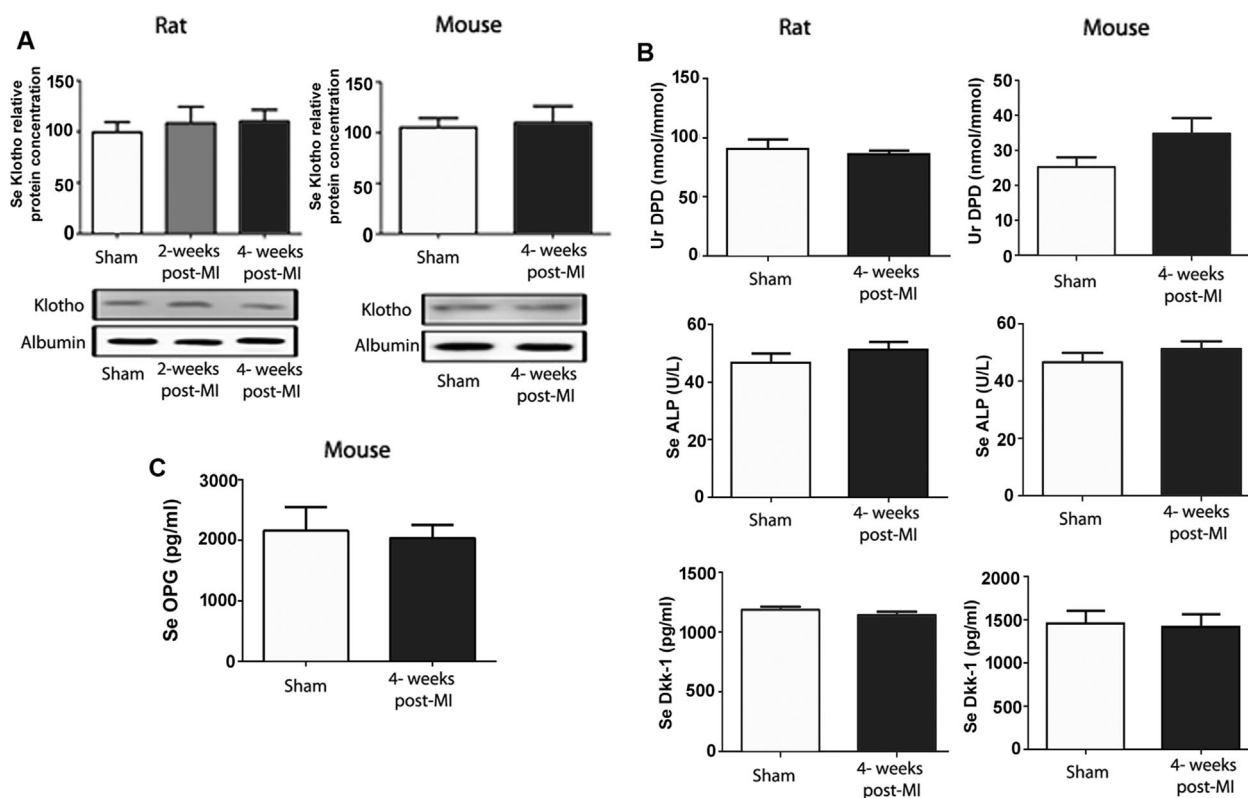 A
Rat
Mouse
Se Klotho relative
protein concentration
150
100
50
0
Sham
2-weeks
post-MI
4- weeks
post-MI
Se Klotho relative
protein concentration
150
100
50
0
Sham
4- weeks
post-MI
Klotho
Albumin
Sham
2-weeks
post-MI
4- weeks
post-MI
Klotho
Albumin
Sham
4- weeks
post-MI
B
Rat
Mouse
Ur DPD (nmol/mmol)
150
100
50
0
Sham
4- weeks
post-MI
Ur DPD (nmol/mmol)
50
40
30
20
10
0
Sham
4- weeks
post-MI
Se ALP (U/L)
60
40
20
0
Sham
4- weeks
post-MI
Se ALP (U/L)
60
40
20
0
Sham
4- weeks
post-MI
Se Dkk-1 (pg/ml)
1500
1000
500
0
Sham
4- weeks
post-MI
Se Dkk-1 (pg/ml)
2000
1500
1000
500
0
Sham
4- weeks
post-MI
C
Mouse
Se OPG (pg/ml)
3000
2000
1000
0
Sham
4- weeks
post-MI